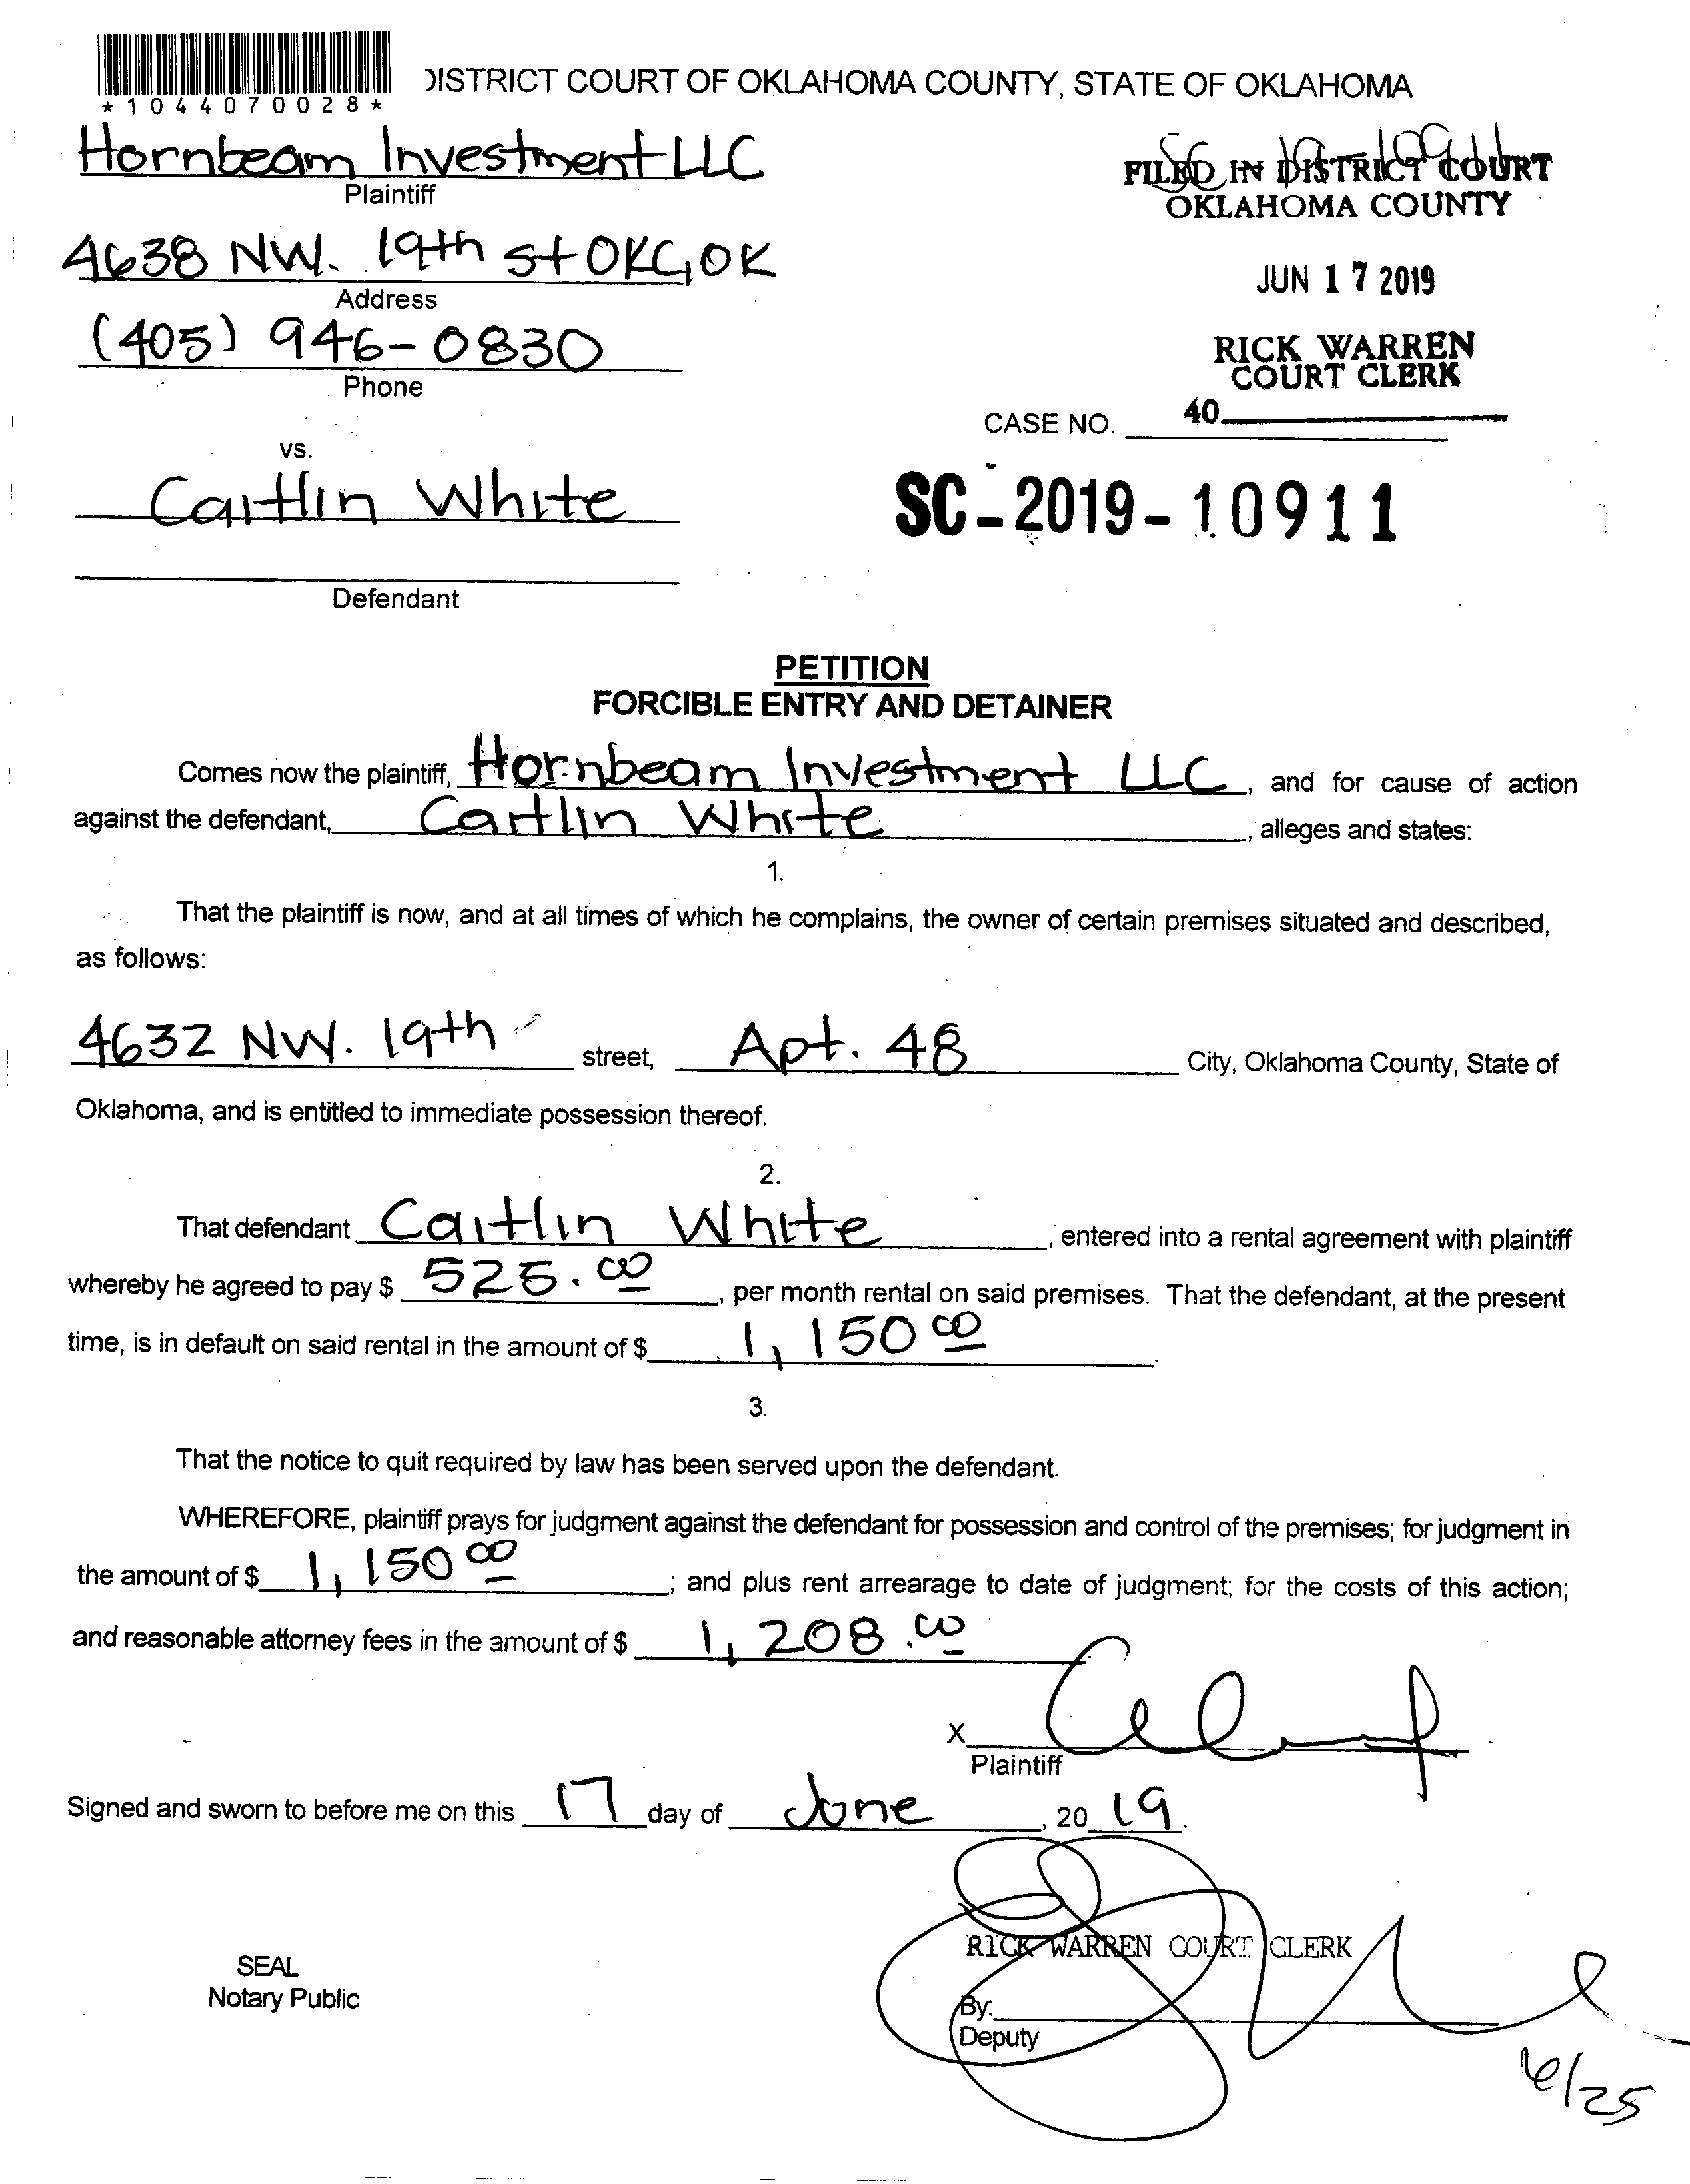 *1044070028*
DISTRICT COURT OF OKLAHOMA COUNTY, STATE OF OKLAHOMA
Hornbeam Investment LLC
Plaintiff
FILED IN DISTRICT COURT
OKLAHOMA COUNTY
4638 NW. 19th St OKC, OK
Address
JUN 17 2019
(405) 946-0830
Phone
RICK WARREN
COURT CLERK
40
CASE NO.
vs.
Caitlin White
SC-2019-10911
Defendant
PETITION
FORCIBLE ENTRY AND DETAINER
Comes now the plaintiff, Hornbeam Investment LLC, and for cause of action
against the defendant, Caitlin White, alleges and states:
1.
That the plaintiff is now, and at all times of which he complains, the owner of certain premises situated and described,
as follows:
4632 NW. 19th street, Apt. 48 City, Oklahoma County, State of
Oklahoma, and is entitled to immediate possession thereof.
2.
That defendant Caitlin White, entered into a rental agreement with plaintiff
whereby he agreed to pay $ 525.00, per month rental on said premises. That the defendant, at the present
time, is in default on said rental in the amount of $ 1,150 00
3.
That the notice to quit required by law has been served upon the defendant.
WHEREFORE, plaintiff prays for judgment against the defendant for possession and control of the premises; for judgment in
the amount of $ 1,150 00; and plus rent arrearage to date of judgment; for the costs of this action;
and reasonable attorney fees in the amount of $ 1,208.00
X
Plaintiff
Signed and sworn to before me on this 17 day of June, 20 19.
RICK WARREN COURT CLERK
SEAL
Notary Public
By:
Deputy
6/25